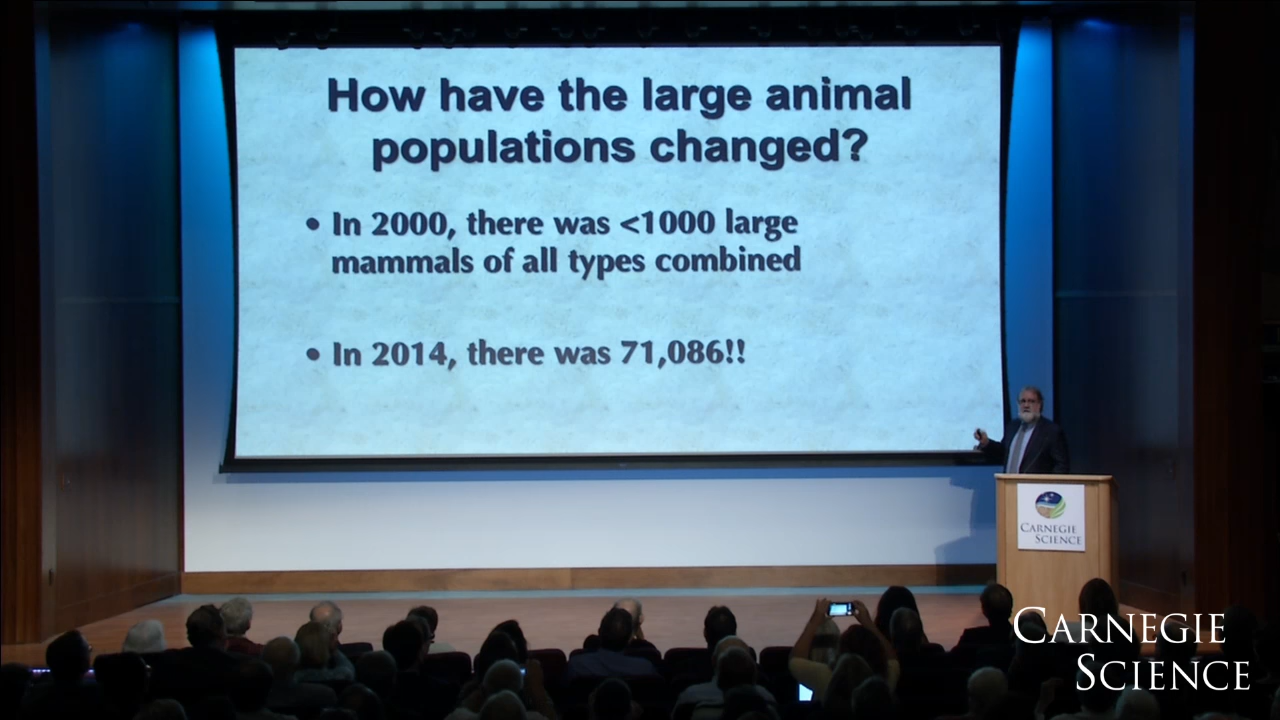 How have the large animal
populations changed?
• In 2000, there was <1000 large
mammals of all types combined
• In 2014, there was 71,086!!
CARNEGIE
SCIENCE
CARNEGIE
SCIENCE